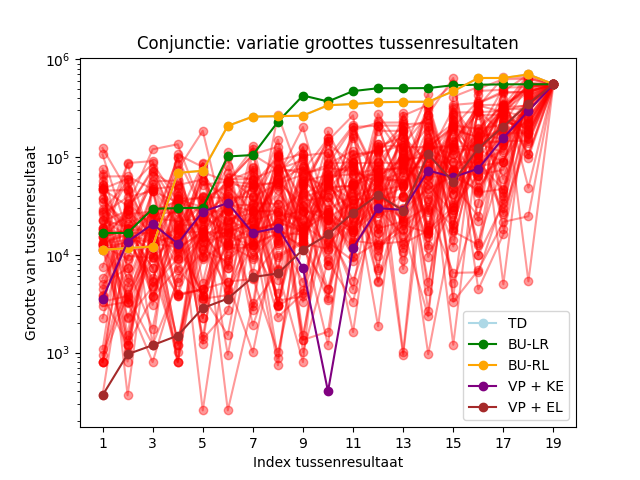 Conjunctie: variatie groottes tussenresultaten
Grootte van tussenresultaat
10^6
10^5
10^4
10^3
1 3 5 7 9 11 13 15 17 19
Index tussenresultaat
TD
BU-LR
BU-RL
VP + KE
VP + EL